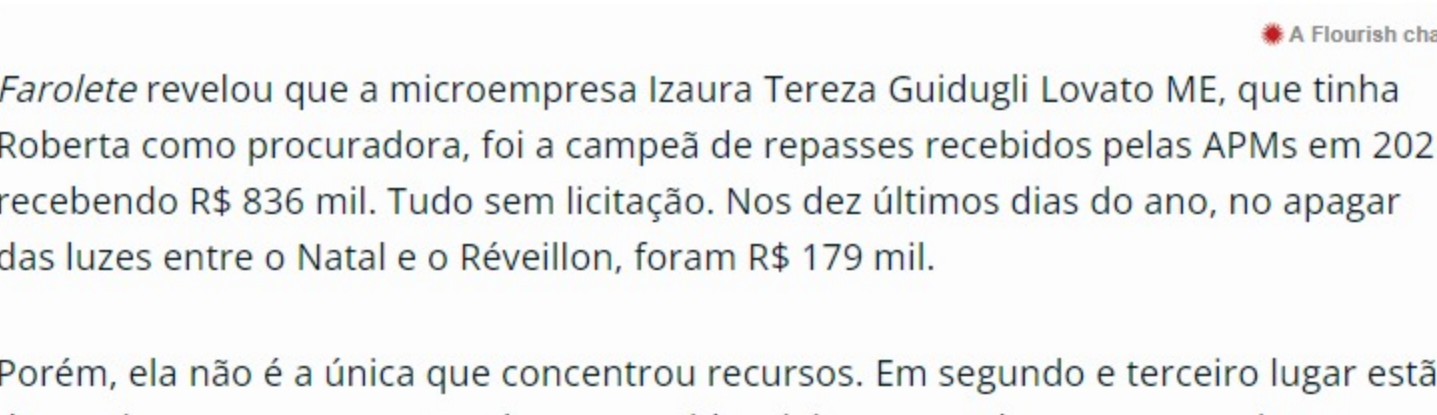 A Flourish cha
Farolete revelou que a microempresa Izaura Tereza Guidugli Lovato ME, que tinha
Roberta como procuradora, foi a campeã de repasses recebidos pelas APMs em 202
recebendo R$ 836 mil. Tudo sem licitação. Nos dez últimos dias do ano, no apagar
das luzes entre o Natal e o Réveillon, foram R$ 179 mil.
Porém, ela não é a única que concentrou recursos. Em segundo e terceiro lugar estã